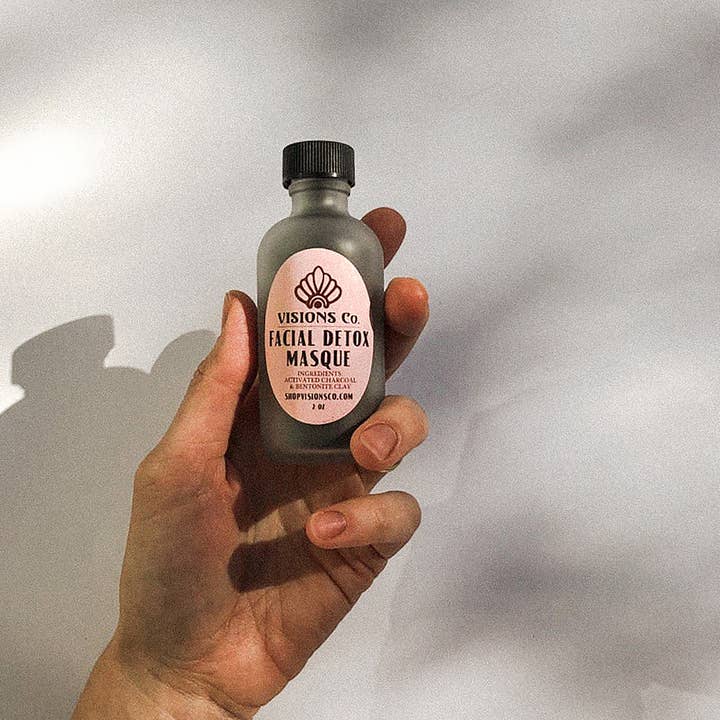 VISIONS Co.
FACIAL DETOX
MASQUE
INGREDIENTS
ACTIVATED CHARCOAL
& BENTONITE CLAY
SHOPVISIONSCO.COM
2 OZ